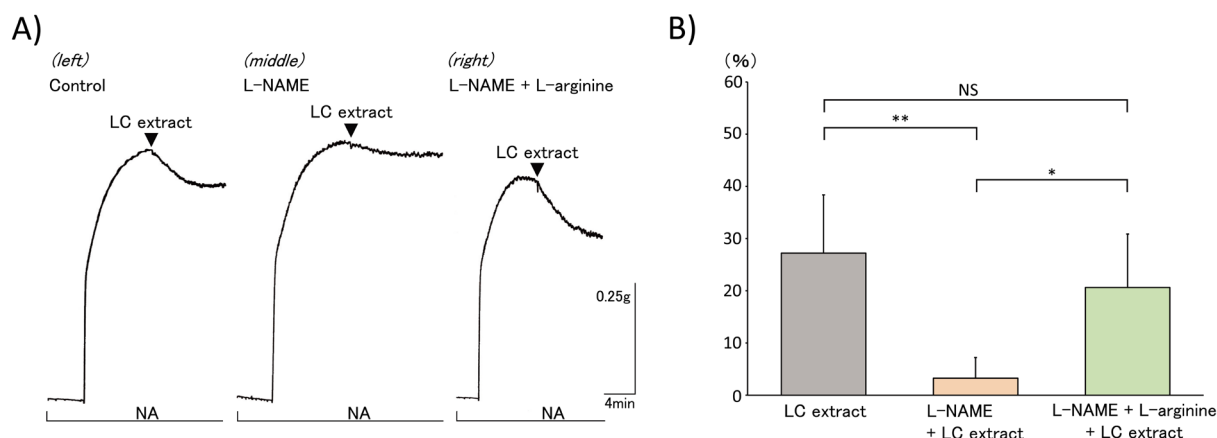 A)
(left)
Control
LC extract
NA
(middle)
L-NAME
LC extract
NA
(right)
L-NAME + L-arginine
LC extract
0.25g
4min
NA
B)
(%)
60
50
40
30
20
10
0
NS
**
*
LC extract
L-NAME
+ LC extract
L-NAME + L-arginine
+ LC extract